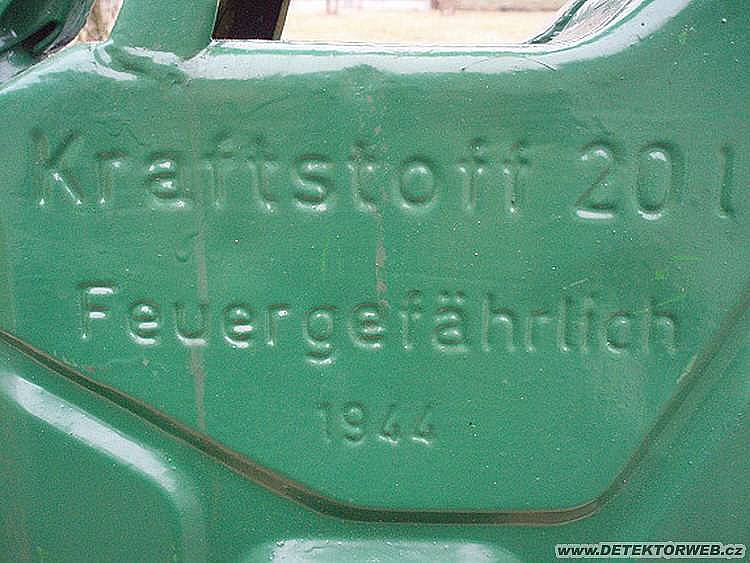 Kraftstoff 20 l
Feuergefährlich
1944
www.DETEKTORWEB.cz